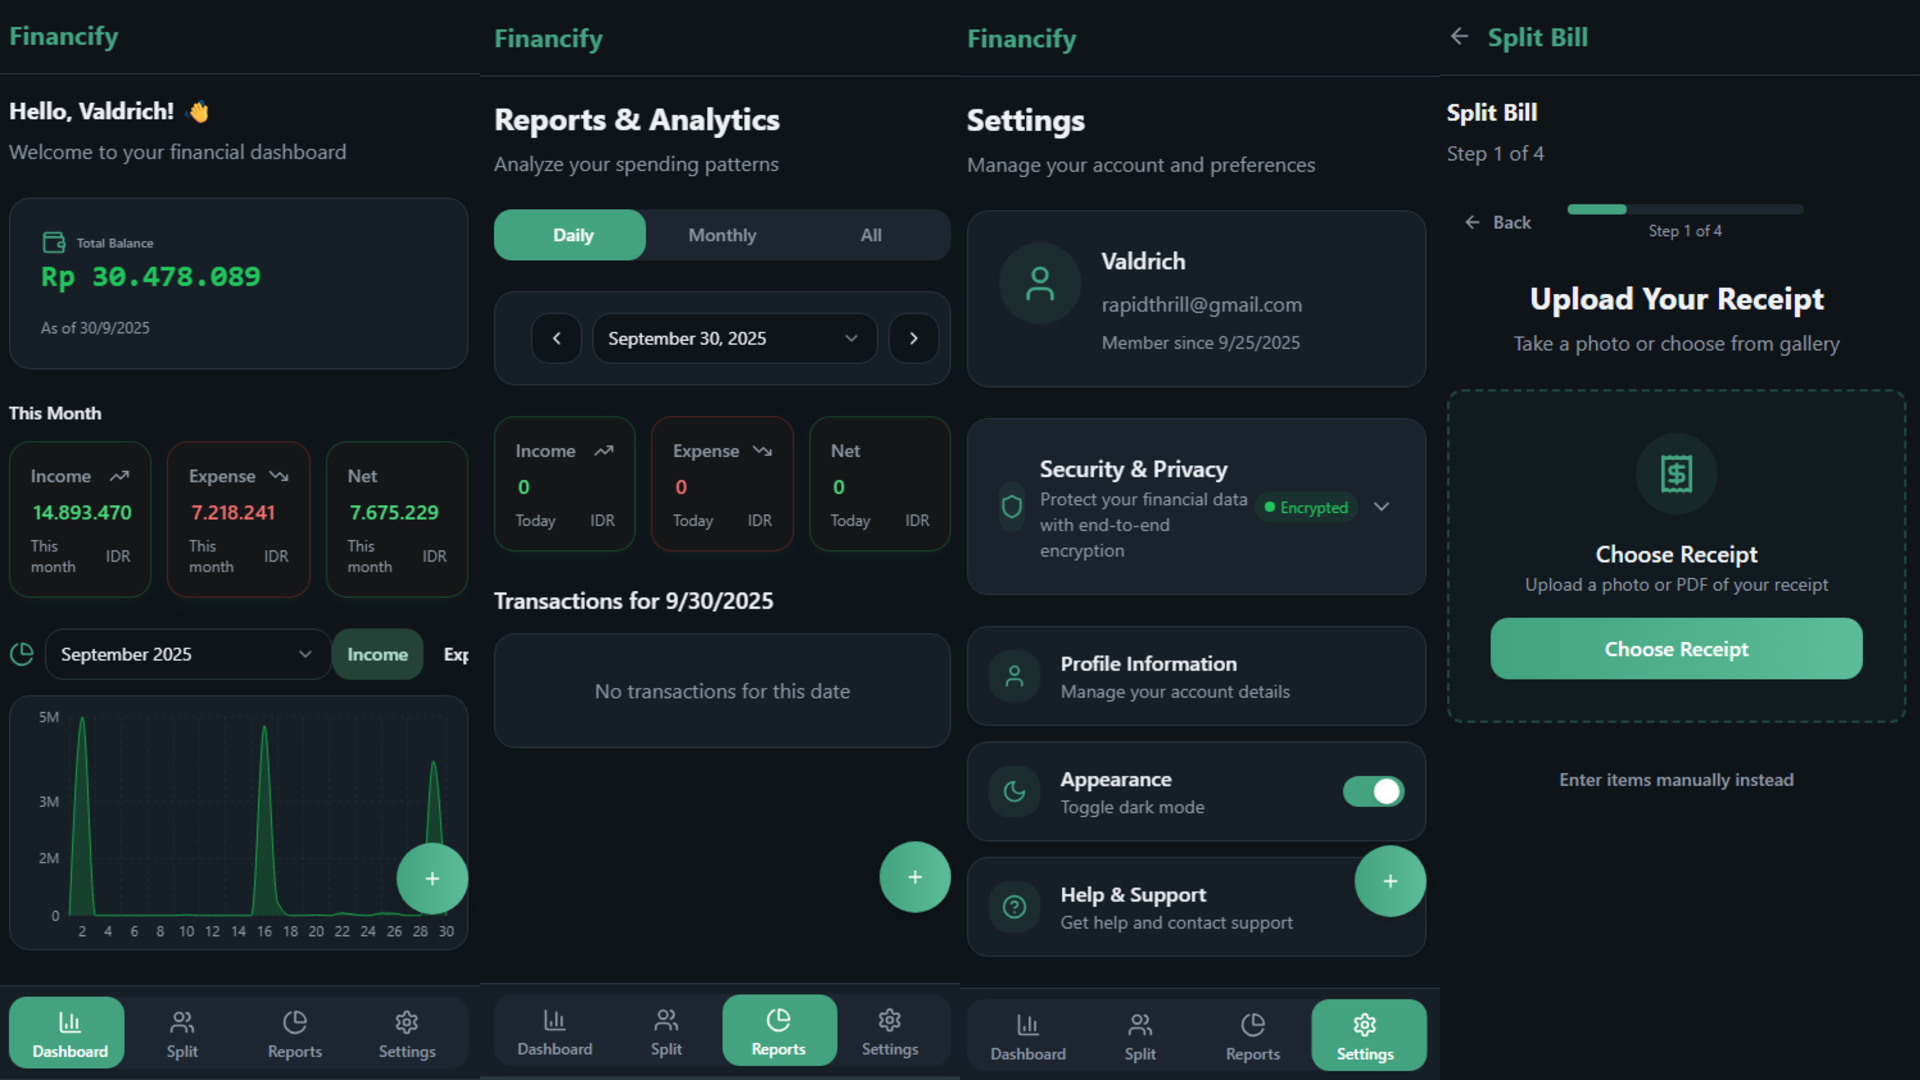 Financify
Hello, Valdrich! 👋
Welcome to your financial dashboard
Total Balance
Rp 30.478.089
As of 30/9/2025
This Month
Income
14.893.470
This month
IDR
Expense
7.218.241
This month
IDR
Net
7.675.229
This month
IDR
September 2025
Income
Exp
5M
3M
2M
0
2 4 6 8 10 12 14 16 18 20 22 24 26 28 30
+
Dashboard
Split
Reports
Settings
Financify
Reports & Analytics
Analyze your spending patterns
Daily
Monthly
All
September 30, 2025
Income
0
Today
IDR
Expense
0
Today
IDR
Net
0
Today
IDR
Transactions for 9/30/2025
No transactions for this date
+
Dashboard
Split
Reports
Settings
Financify
Settings
Manage your account and preferences
Valdrich
rapidthrill@gmail.com
Member since 9/25/2025
Security & Privacy
Protect your financial data
with end-to-end
encryption
Encrypted
Profile Information
Manage your account details
Appearance
Toggle dark mode
Help & Support
Get help and contact support
+
Dashboard
Split
Reports
Settings
Split Bill
Split Bill
Step 1 of 4
Back
Step 1 of 4
Upload Your Receipt
Take a photo or choose from gallery
Choose Receipt
Upload a photo or PDF of your receipt
Choose Receipt
Enter items manually instead